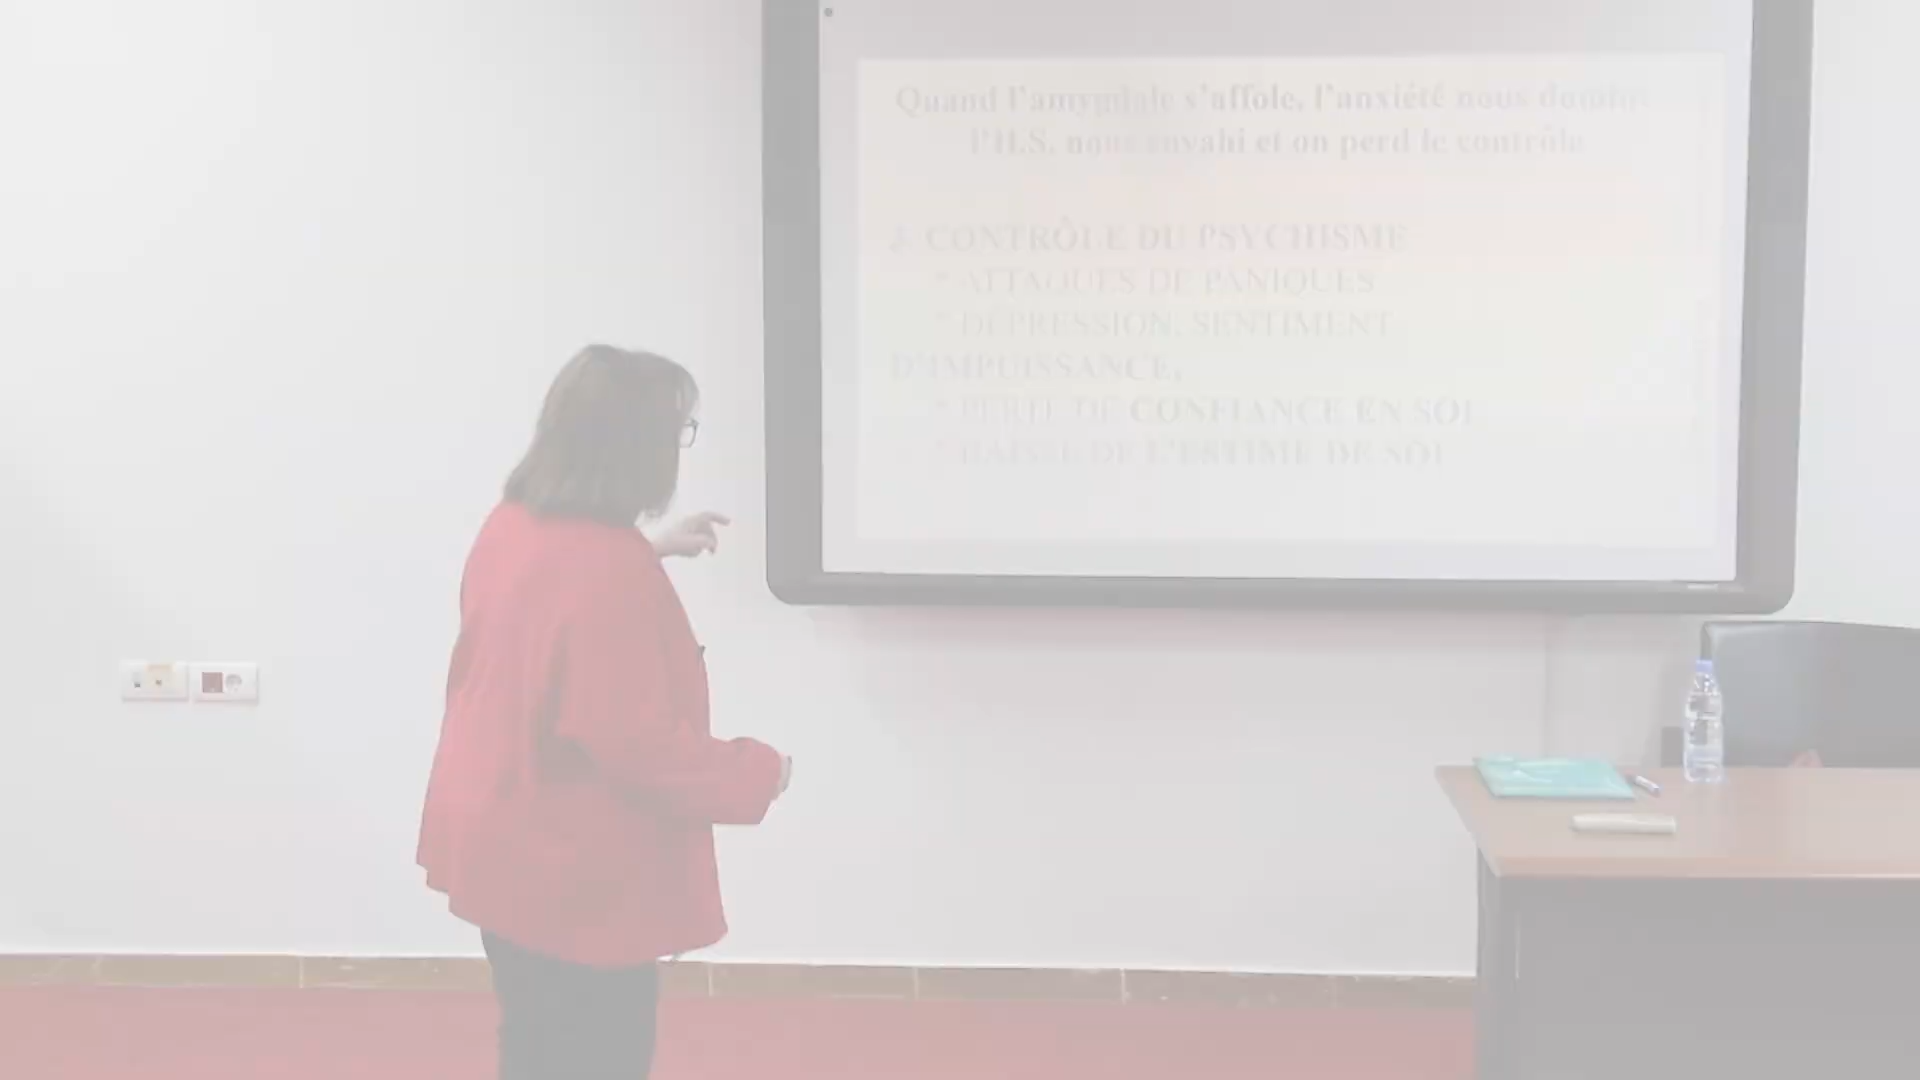 Quand l'amygdale s'affole, l'anxiété nous domine
l'H.S. nous envahi et on perd le contrôle
2. CONTRÔLE DU PSYCHISME
* ATTAQUES DE PANIQUES
* DÉPRESSION, SENTIMENT
D'IMPUISSANCE,
* PERTE DE CONFIANCE EN SOI
* BAISSE DE L'ESTIME DE SOI